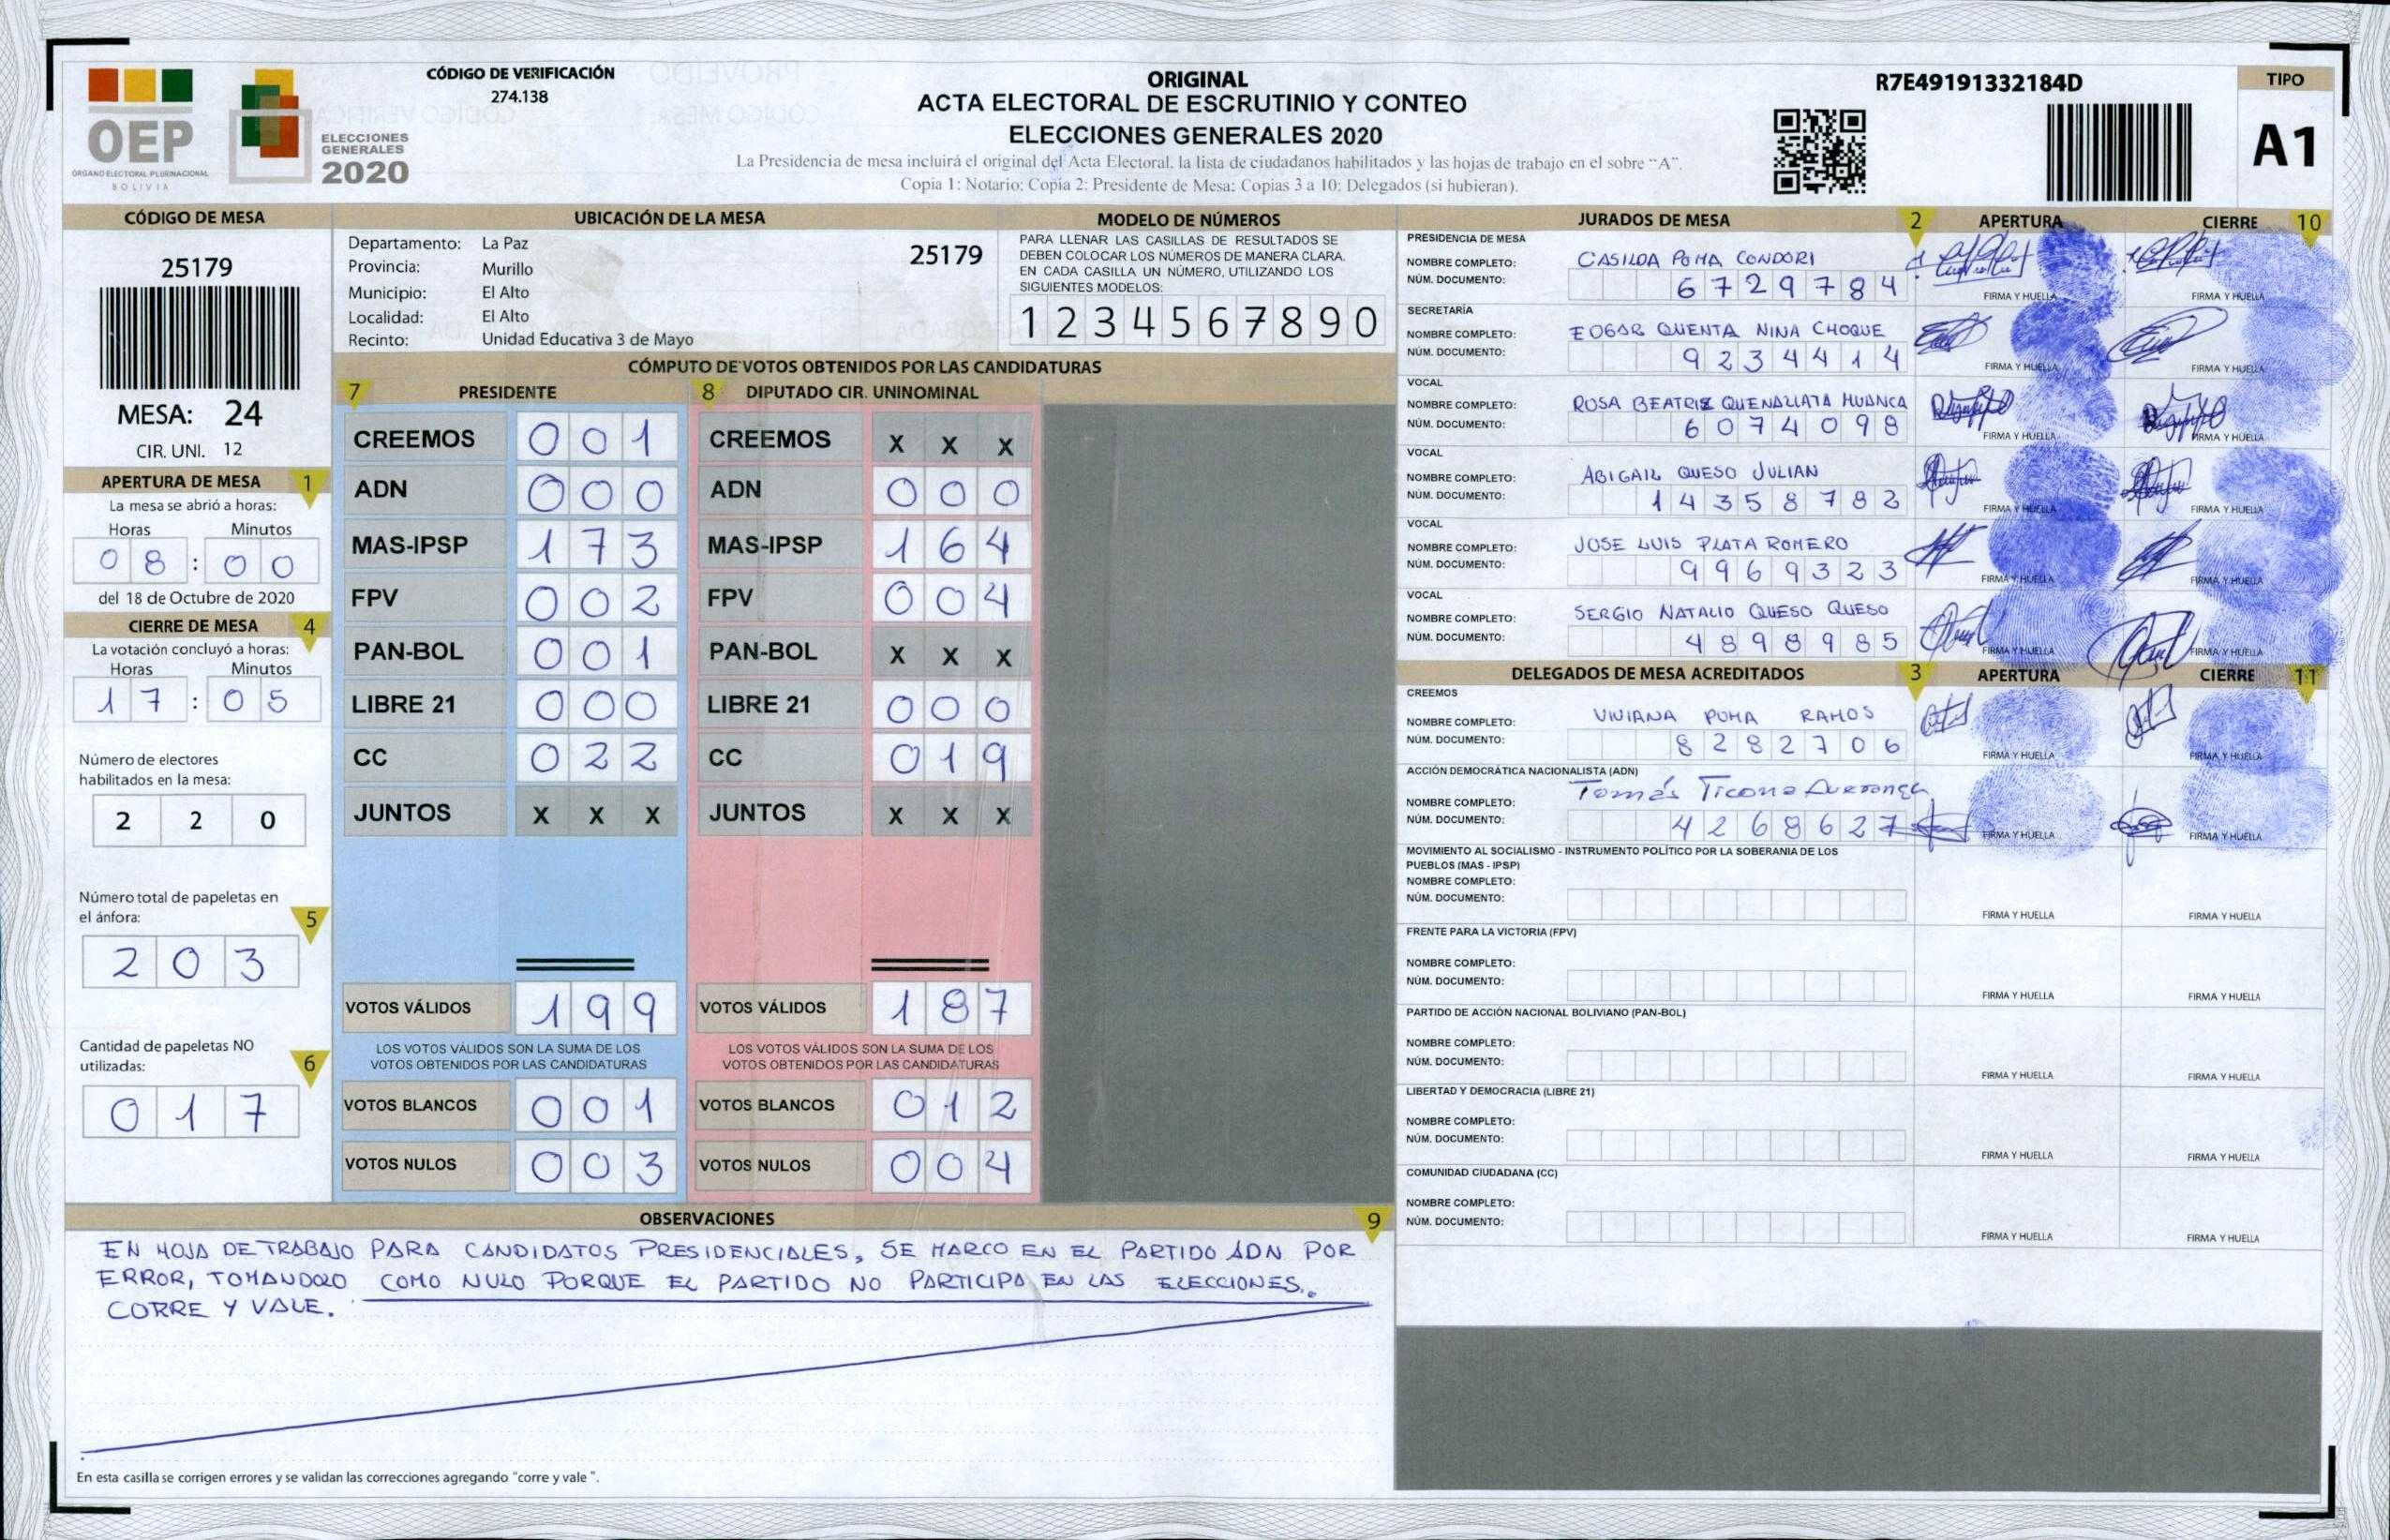 OEP
ORGANO ELECTORAL PLURINACIONAL
BOLIVIA
ELECCIONES
GENERALES
2020
CÓDIGO DE VERIFICACIÓN
274.138
ORIGINAL
ACTA ELECTORAL DE ESCRUTINIO Y CONTEO
ELECCIONES GENERALES 2020
La Presidencia de mesa incluirá el original del Acta Electoral. la lista de ciudadanos habilitados y las hojas de trabajo en el sobre "A".
Copia 1: Notario; Copia 2: Presidente de Mesa; Copias 3 a 10: Delegados (si hubieran).
R7E49191332184D
TIPO
A1
CÓDIGO DE MESA
25179
MESA: 24
CIR. UNI. 12
APERTURA DE MESA 1
La mesa se abrió a horas:
Horas Minutos
08 : 00
del 18 de Octubre de 2020
CIERRE DE MESA 4
La votación concluyó a horas:
Horas Minutos
17 : 05
Número de electores
habilitados en la mesa:
220
Número total de papeletas en
el ánfora: 5
203
Cantidad de papeletas NO
utilizadas: 6
017
UBICACIÓN DE LA MESA
Departamento: La Paz
25179
Provincia: Murillo
Municipio: El Alto
Localidad: El Alto
Recinto: Unidad Educativa 3 de Mayo
MODELO DE NÚMEROS
PARA LLENAR LAS CASILLAS DE RESULTADOS SE
DEBEN COLOCAR LOS NÚMEROS DE MANERA CLARA.
EN CADA CASILLA UN NÚMERO, UTILIZANDO LOS
SIGUIENTES MODELOS:
1 2 3 4 5 6 7 8 9 0
CÓMPUTO DE VOTOS OBTENIDOS POR LAS CANDIDATURAS
7 PRESIDENTE
CREEMOS 001
ADN 000
MAS-IPSP 173
FPV 002
PAN-BOL 001
LIBRE 21 000
CC 022
JUNTOS X X X
VOTOS VÁLIDOS 199
LOS VOTOS VÁLIDOS SON LA SUMA DE LOS
VOTOS OBTENIDOS POR LAS CANDIDATURAS
VOTOS BLANCOS 001
VOTOS NULOS 003
8 DIPUTADO CIR. UNINOMINAL
CREEMOS X X X
ADN 000
MAS-IPSP 164
FPV 004
PAN-BOL X X X
LIBRE 21 000
CC 019
JUNTOS X X X
VOTOS VÁLIDOS 187
LOS VOTOS VÁLIDOS SON LA SUMA DE LOS
VOTOS OBTENIDOS POR LAS CANDIDATURAS
VOTOS BLANCOS 012
VOTOS NULOS 004
OBSERVACIONES 9
EN HOJA DE TRABAJO PARA CANDIDATOS PRESIDENCIALES, SE MARCO EN EL PARTIDO ADN POR
ERROR, TOMANDOLO COMO NULO PORQUE EL PARTIDO NO PARTICIPA EN LAS ELECCIONES.
CORRE Y VALE.
En esta casilla se corrigen errores y se validan las correcciones agregando "corre y vale ".
JURADOS DE MESA 2 APERTURA CIERRE 10
PRESIDENCIA DE MESA
NOMBRE COMPLETO: CASILDA POMA CONDORI
NÚM. DOCUMENTO: 6729784
FIRMA Y HUELLA FIRMA Y HUELLA
SECRETARÍA
NOMBRE COMPLETO: EDGAR QUENTA NINA CHOQUE
NÚM. DOCUMENTO: 9234414
FIRMA Y HUELLA FIRMA Y HUELLA
VOCAL
NOMBRE COMPLETO: ROSA BEATRIZ QUENALLATA HUANCA
NÚM. DOCUMENTO: 6074098
FIRMA Y HUELLA FIRMA Y HUELLA
VOCAL
NOMBRE COMPLETO: ABIGAIL QUESO JULIAN
NÚM. DOCUMENTO: 14358782
FIRMA Y HUELLA FIRMA Y HUELLA
VOCAL
NOMBRE COMPLETO: JOSE LUIS PLATA ROMERO
NÚM. DOCUMENTO: 9969323
FIRMA Y HUELLA FIRMA Y HUELLA
VOCAL
NOMBRE COMPLETO: SERGIO NATALIO QUESO QUESO
NÚM. DOCUMENTO: 4898985
FIRMA Y HUELLA FIRMA Y HUELLA
DELEGADOS DE MESA ACREDITADOS 3 APERTURA CIERRE 11
CREEMOS
NOMBRE COMPLETO: VIVIANA PUMA RAMOS
NÚM. DOCUMENTO: 8282706
FIRMA Y HUELLA FIRMA Y HUELLA
ACCIÓN DEMOCRÁTICA NACIONALISTA (ADN)
NOMBRE COMPLETO: Tomás Ticona
NÚM. DOCUMENTO: 4268627
FIRMA Y HUELLA FIRMA Y HUELLA
MOVIMIENTO AL SOCIALISMO - INSTRUMENTO POLÍTICO POR LA SOBERANIA DE LOS
PUEBLOS (MAS - IPSP)
NOMBRE COMPLETO:
NÚM. DOCUMENTO:
FIRMA Y HUELLA FIRMA Y HUELLA
FRENTE PARA LA VICTORIA (FPV)
NOMBRE COMPLETO:
NÚM. DOCUMENTO:
FIRMA Y HUELLA FIRMA Y HUELLA
PARTIDO DE ACCIÓN NACIONAL BOLIVIANO (PAN-BOL)
NOMBRE COMPLETO:
NÚM. DOCUMENTO:
FIRMA Y HUELLA FIRMA Y HUELLA
LIBERTAD Y DEMOCRACIA (LIBRE 21)
NOMBRE COMPLETO:
NÚM. DOCUMENTO:
FIRMA Y HUELLA FIRMA Y HUELLA
COMUNIDAD CIUDADANA (CC)
NOMBRE COMPLETO:
NÚM. DOCUMENTO:
FIRMA Y HUELLA FIRMA Y HUELLA